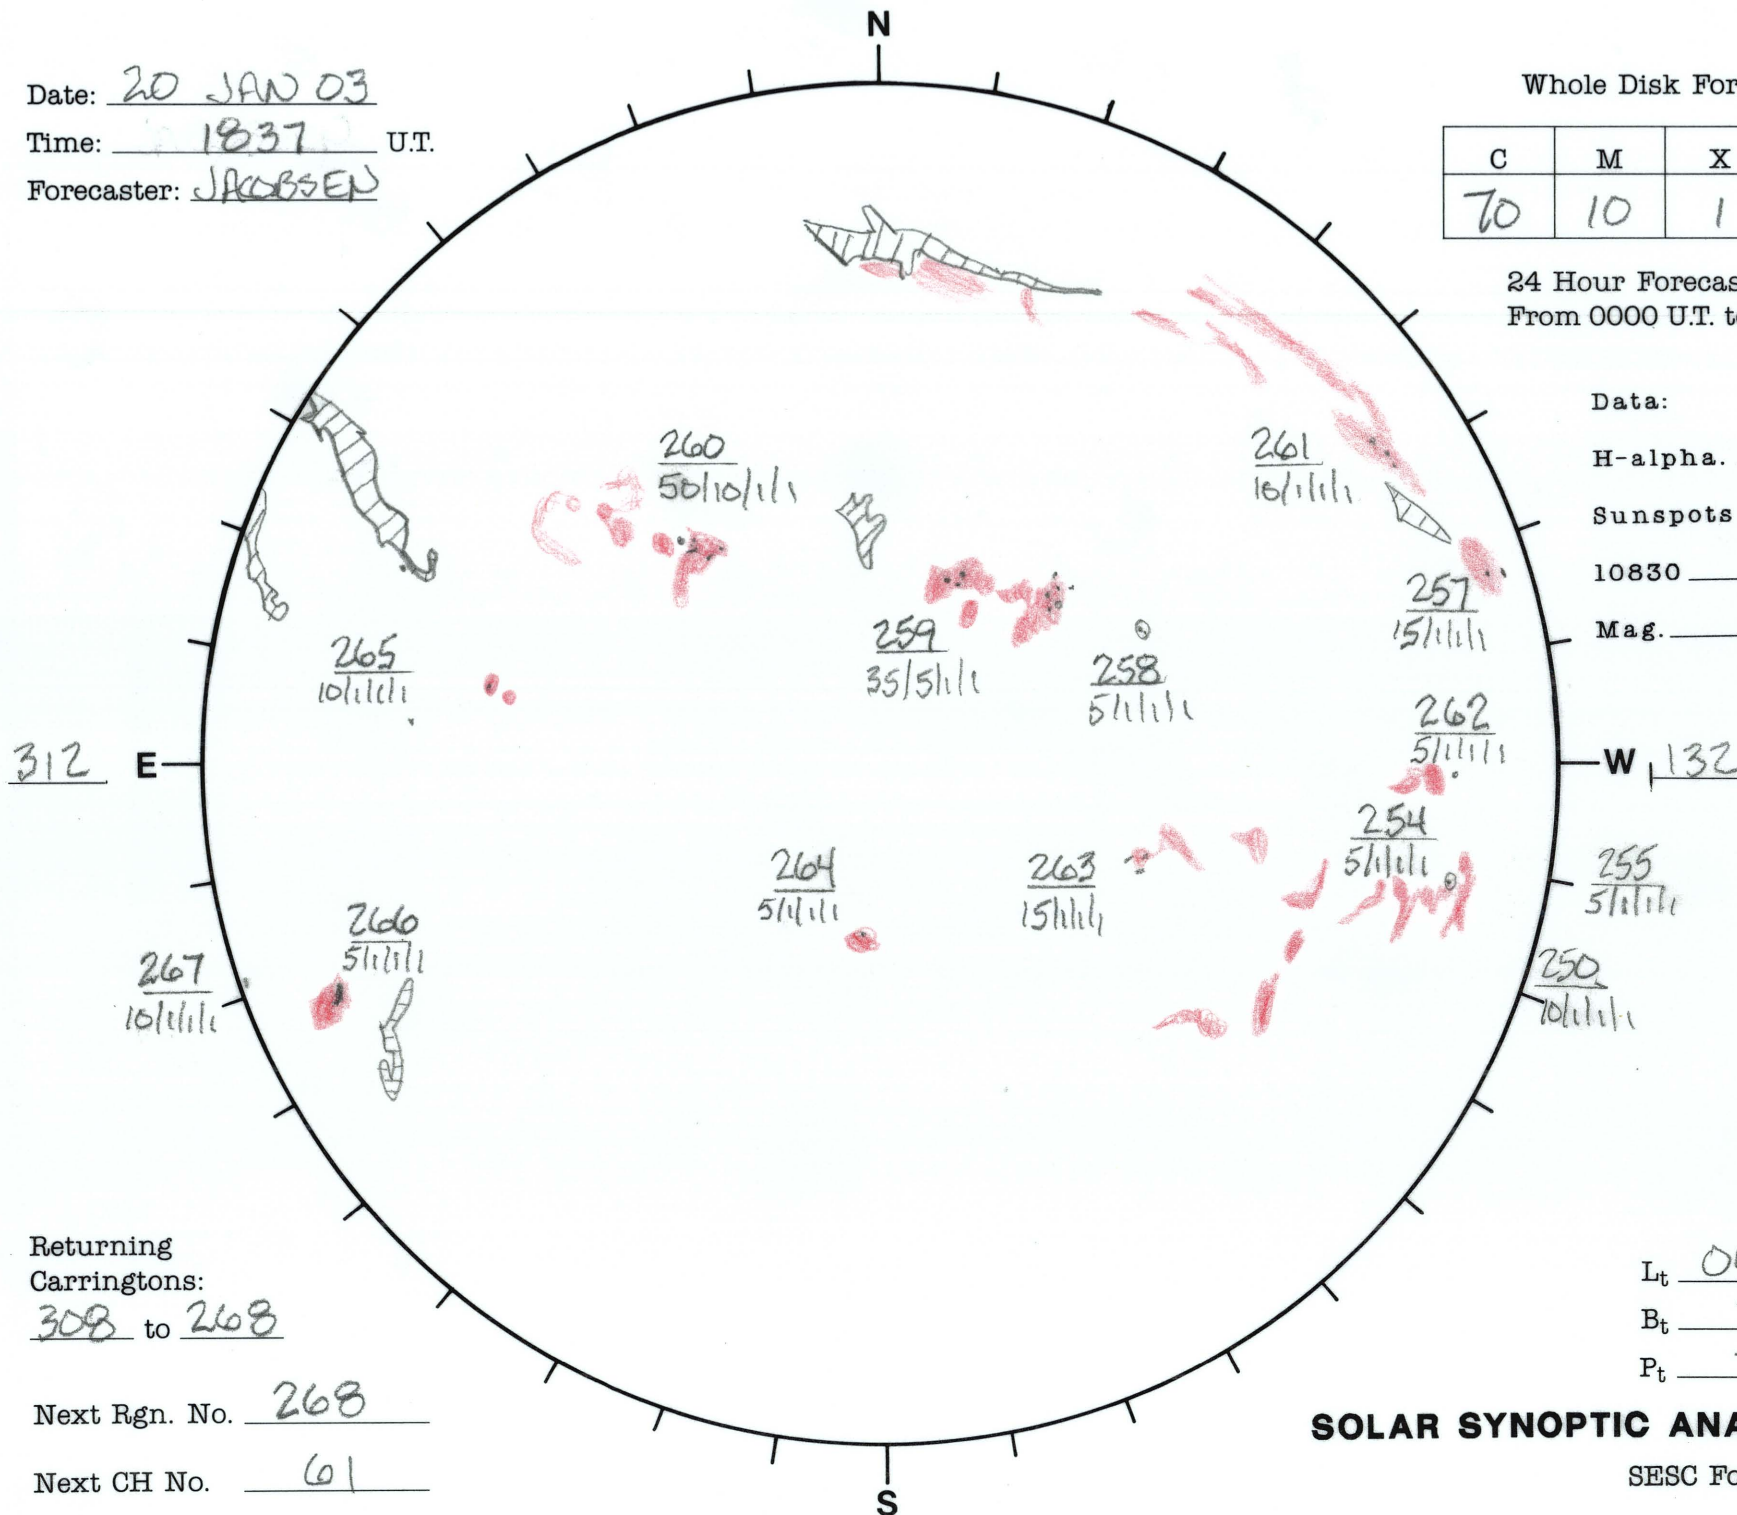 N
Date: 20 JAN 03
Time: 1837 U.T.
Forecaster: JACOBSEN
Whole Disk For
C M X
70 10 1
24 Hour Forecas
From 0000 U.T. t
Data:
H-alpha.
Sunspots
10830
Mag.
260
50/10/1/1
261
10/1/1/1
257
15/1/1/1
259
35/5/1/1
258
5/1/1/1
265
10/1/1/1
262
5/1/1/1
312 E
W 132
254
5/1/1/1
255
5/1/1/1
264
5/1/1/1
263
15/1/1/1
266
5/1/1/1
267
10/1/1/1
250
10/1/1/1
Returning
Carringtons:
308 to 268
Next Rgn. No. 268
Next CH No. 61
Lt
Bt
Pt
SOLAR SYNOPTIC ANA
SESC Fo
S